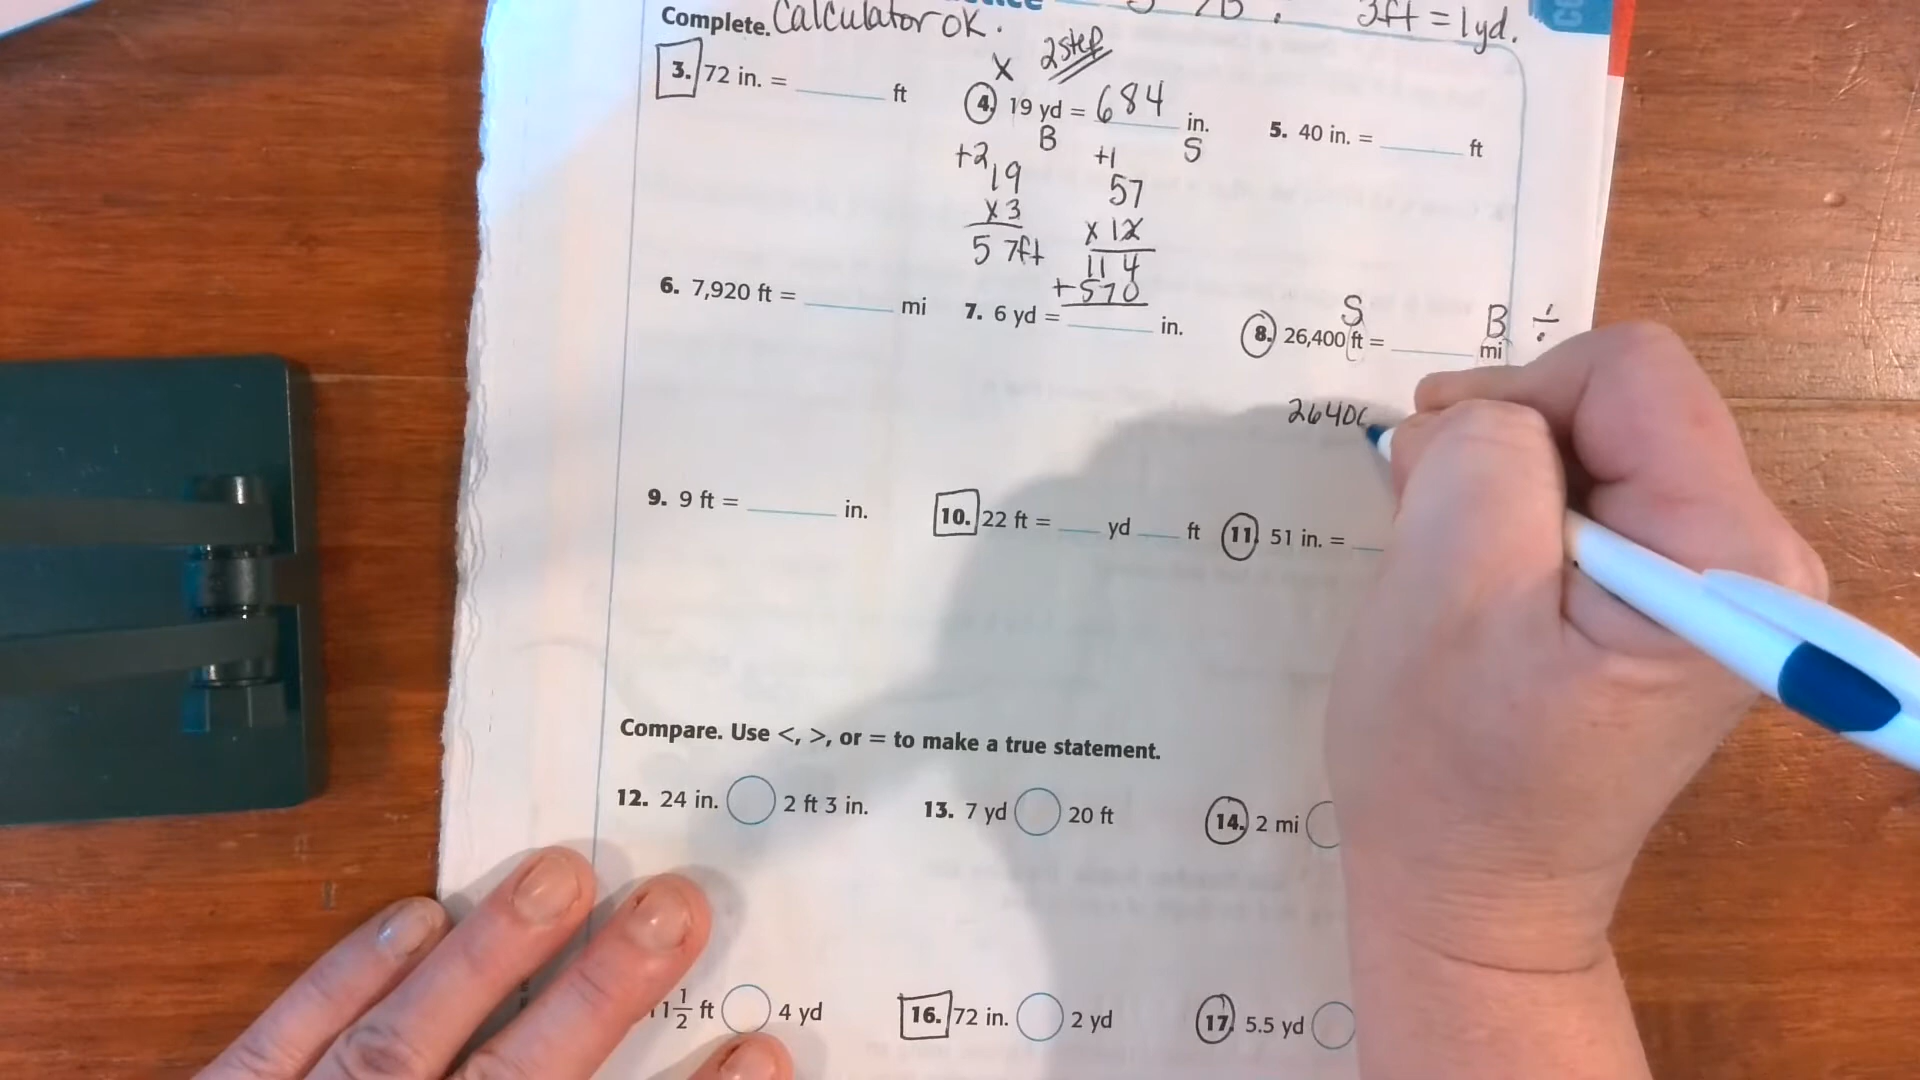 3ft = 1yd.
Complete. Calculator OK.
x 2step
3. 72 in. = ft
4. 19 yd = 684 in.
B S
5. 40 in. = ft
+2 +1
19 57
x 3 x 12
57ft 114
+570
6. 7,920 ft = mi
7. 6 yd = in.
S B ÷
8. 26,400 ft = mi
9. 9 ft = in.
10. 22 ft = yd ft
11. 51 in. =
Compare. Use <, >, or = to make a true statement.
12. 24 in. 2 ft 3 in.
13. 7 yd 20 ft
14. 2 mi
1 1/2 ft 4 yd
16. 72 in. 2 yd
17. 5.5 yd